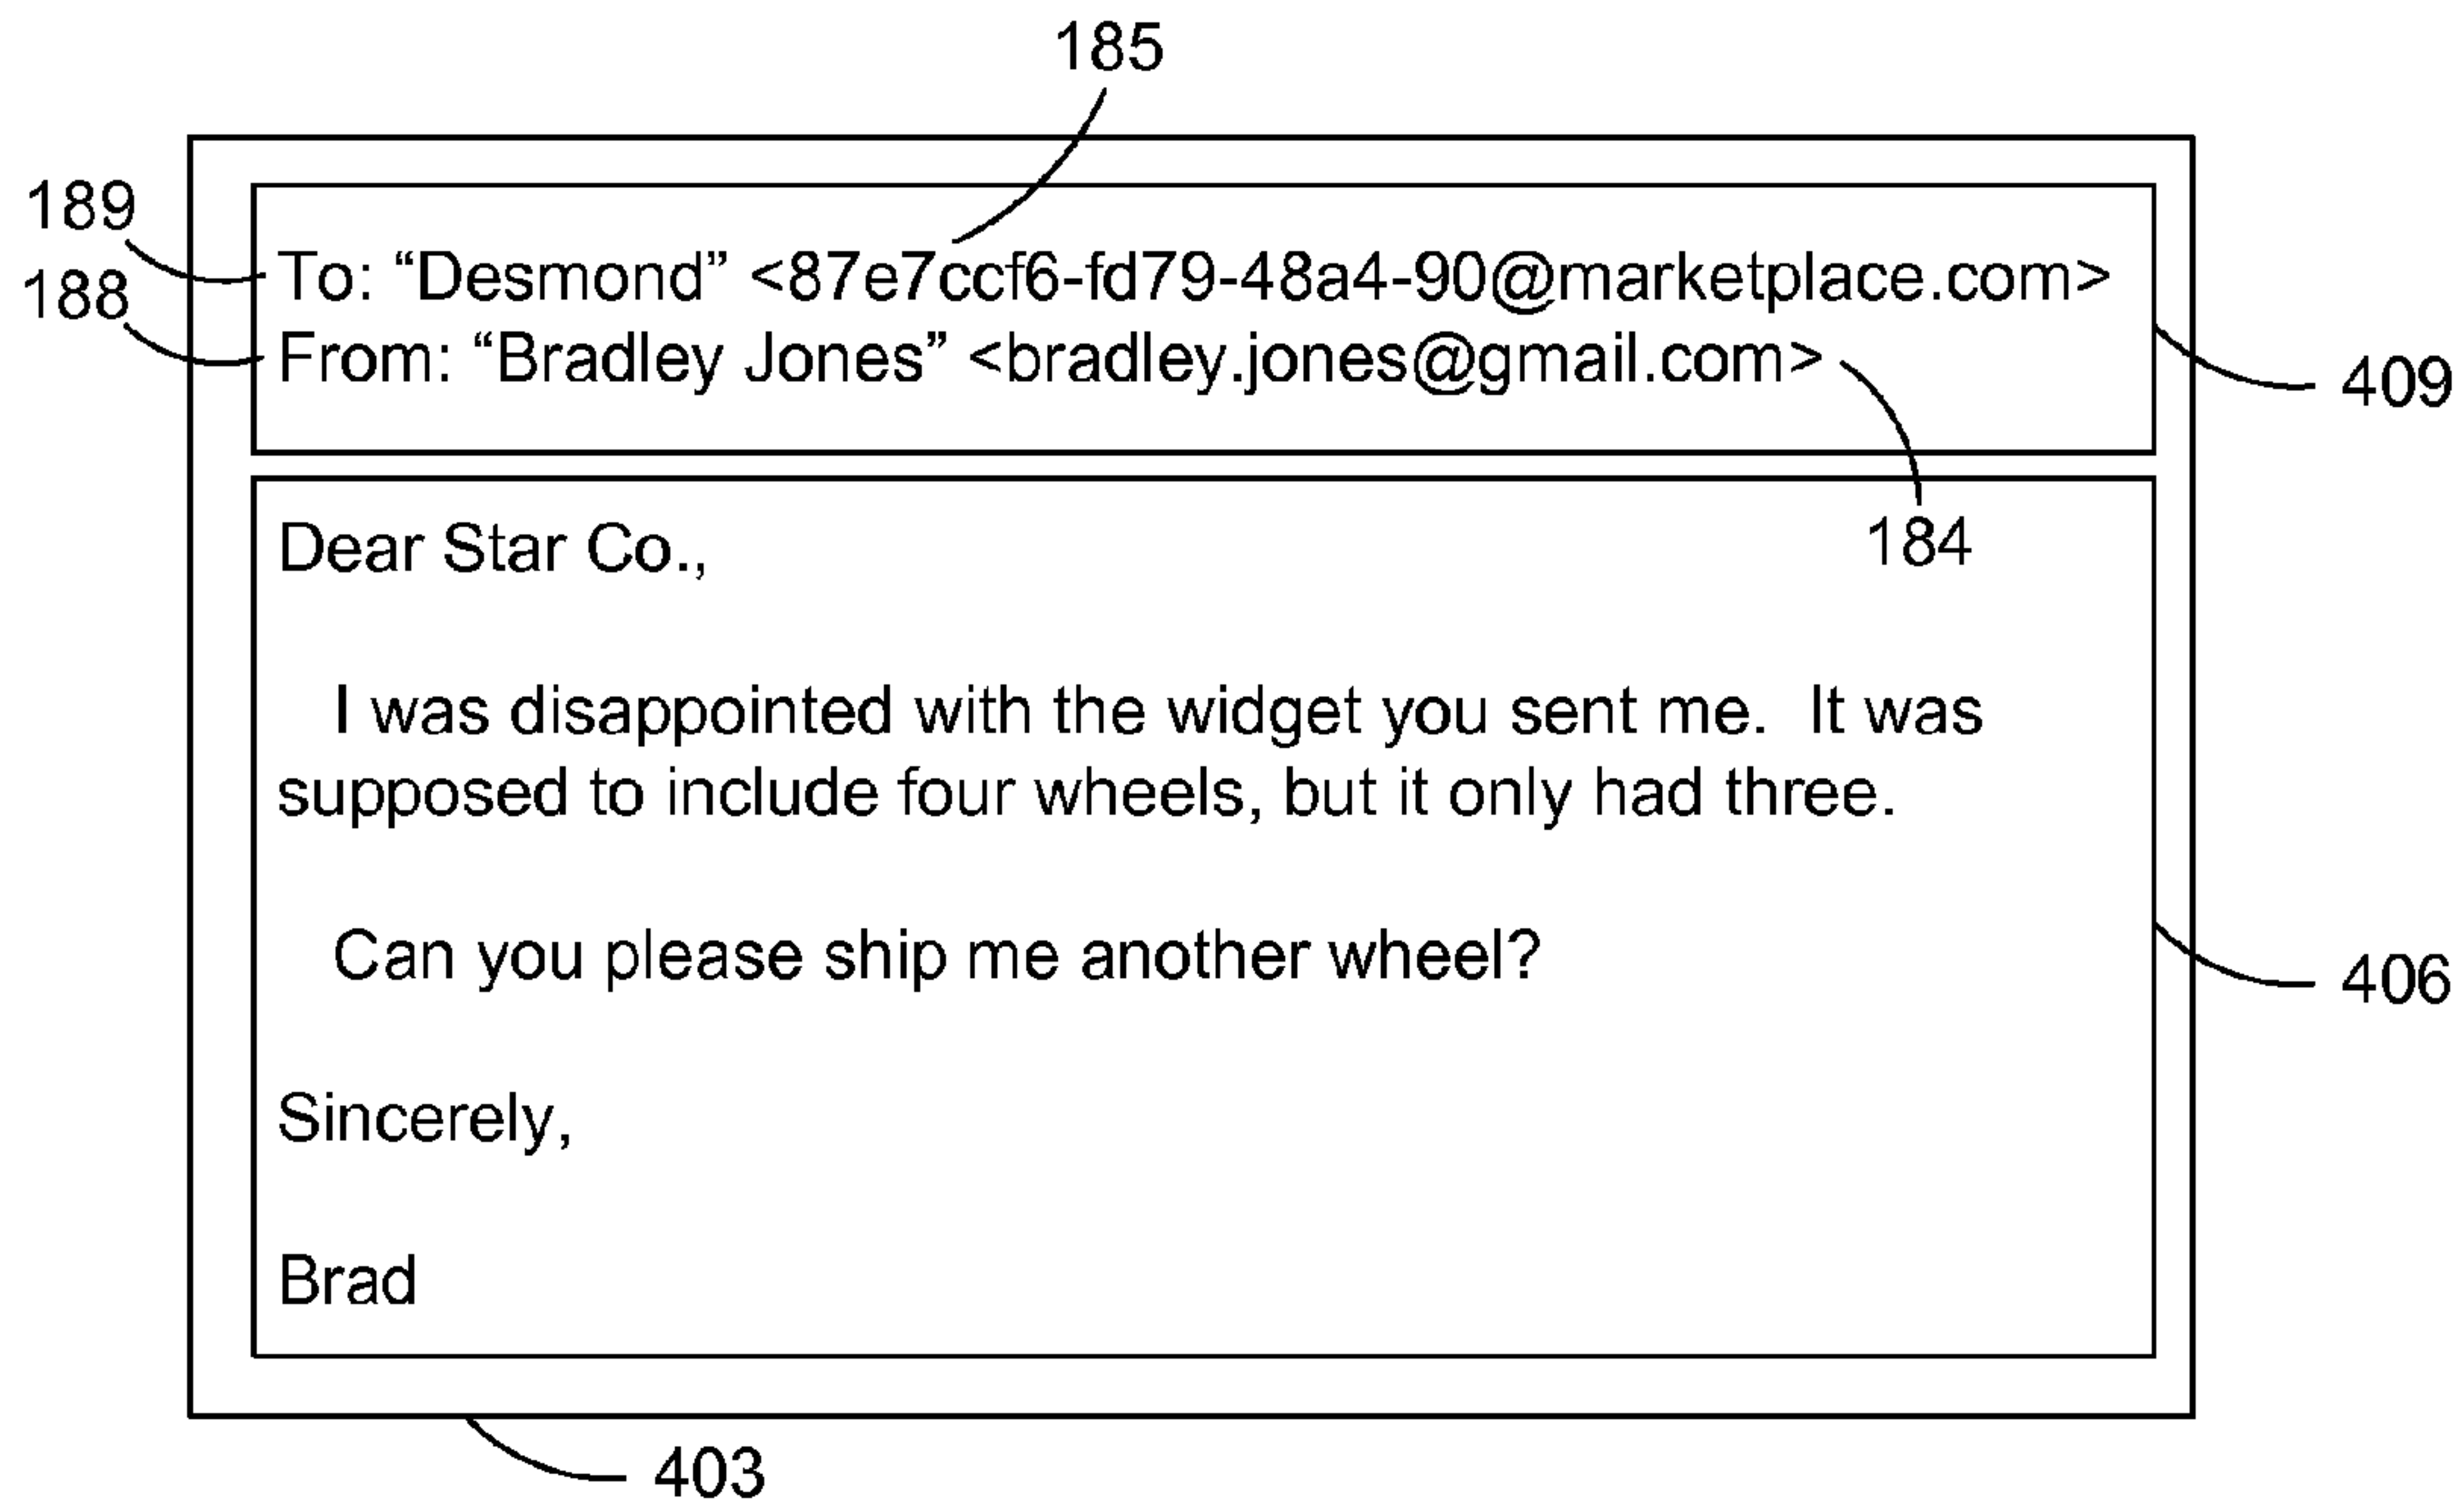 185
189
To: “Desmond” <87e7ccf6-fd79-48a4-90@marketplace.com>
188
From: “Bradley Jones” <bradley.jones@gmail.com>
409
184
Dear Star Co.,
I was disappointed with the widget you sent me. It was
supposed to include four wheels, but it only had three.
Can you please ship me another wheel?
406
Sincerely,
Brad
403